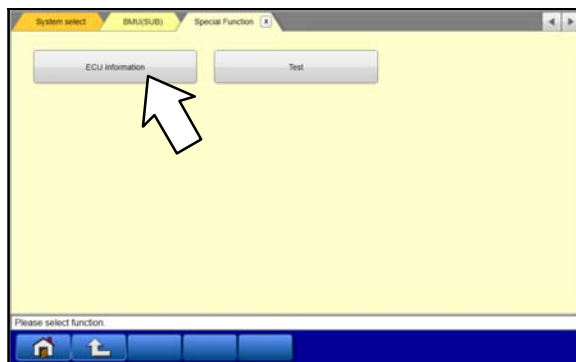 System select BMU(SUB) Special Function x
ECU Information Test
Please select function.